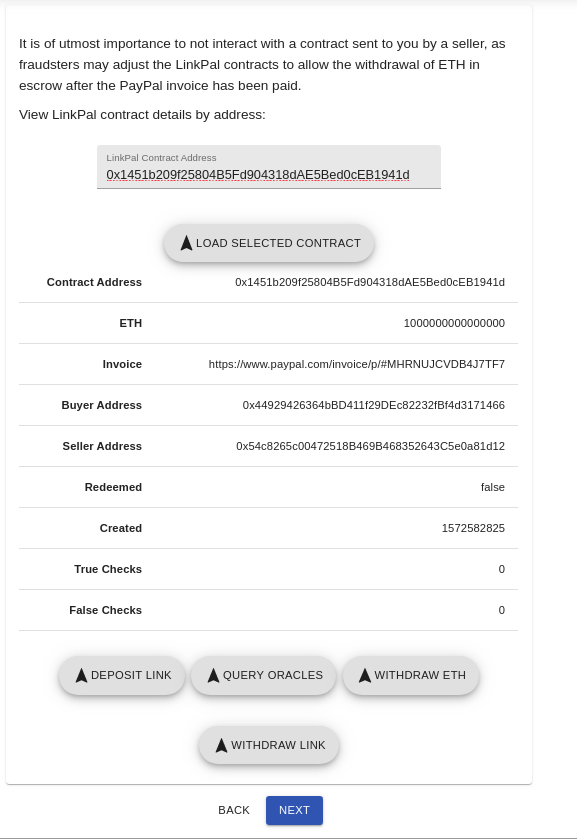 It is of utmost importance to not interact with a contract sent to you by a seller, as
fraudsters may adjust the LinkPal contracts to allow the withdrawal of ETH in
escrow after the PayPal invoice has been paid.
View LinkPal contract details by address:
LinkPal Contract Address
0x1451b209f25804B5Fd904318dAE5Bed0cEB1941d
LOAD SELECTED CONTRACT
Contract Address 0x1451b209f25804B5Fd904318dAE5Bed0cEB1941d
ETH 1000000000000000
Invoice https://www.paypal.com/invoice/p/#MHRNUJCVDB4J7TF7
Buyer Address 0x44929426364bBD411f29DEc82232fBf4d3171466
Seller Address 0x54c8265c00472518B469B468352643C5e0a81d12
Redeemed false
Created 1572582825
True Checks 0
False Checks 0
DEPOSIT LINK QUERY ORACLES WITHDRAW ETH
WITHDRAW LINK
BACK NEXT